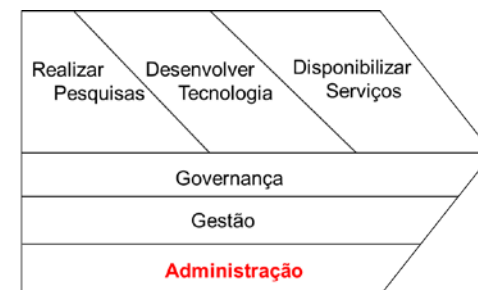 Realizar
Pesquisas
Desenvolver
Tecnologia
Disponibilizar
Serviços
Governança
Gestão
Administração